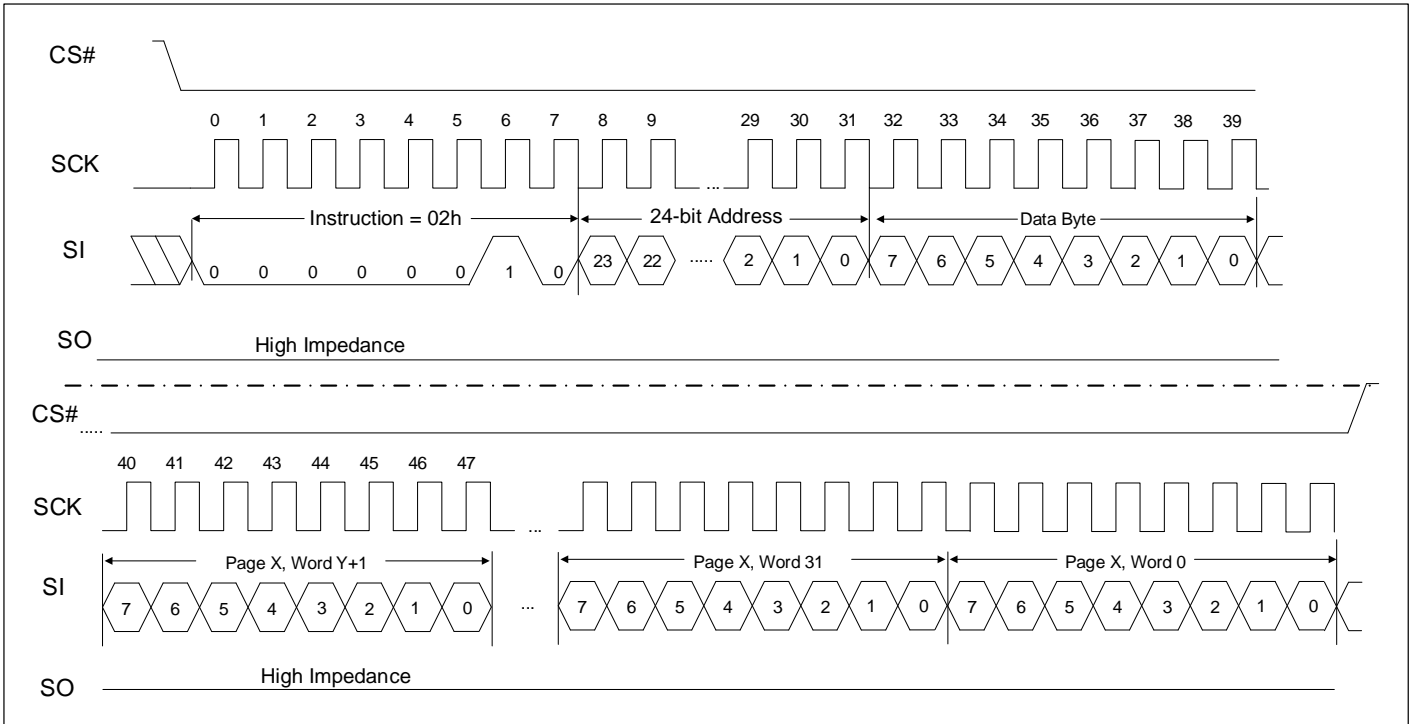 CS#
0 1 2 3 4 5 6 7 8 9 29 30 31 32 33 34 35 36 37 38 39
SCK ...
Instruction = 02h 24-bit Address Data Byte
SI 0 0 0 0 0 0 1 0 23 22 ..... 2 1 0 7 6 5 4 3 2 1 0
SO High Impedance
CS# .....
40 41 42 43 44 45 46 47
SCK ...
Page X, Word Y+1 Page X, Word 31 Page X, Word 0
SI 7 6 5 4 3 2 1 0 ... 7 6 5 4 3 2 1 0 7 6 5 4 3 2 1 0
SO High Impedance